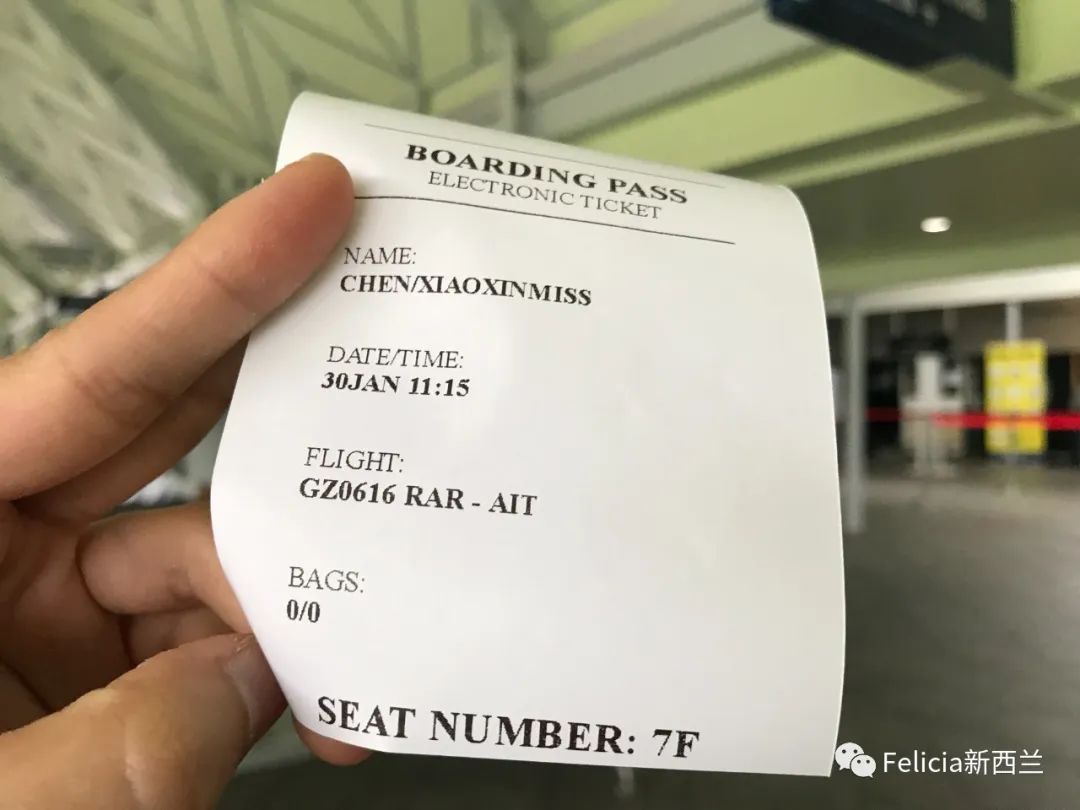 BOARDING PASS
ELECTRONIC TICKET
NAME:
CHEN/XIAOXINMISS
DATE/TIME:
30JAN 11:15
FLIGHT:
GZ0616 RAR - AIT
BAGS:
0/0
SEAT NUMBER: 7F
Felicia新西兰